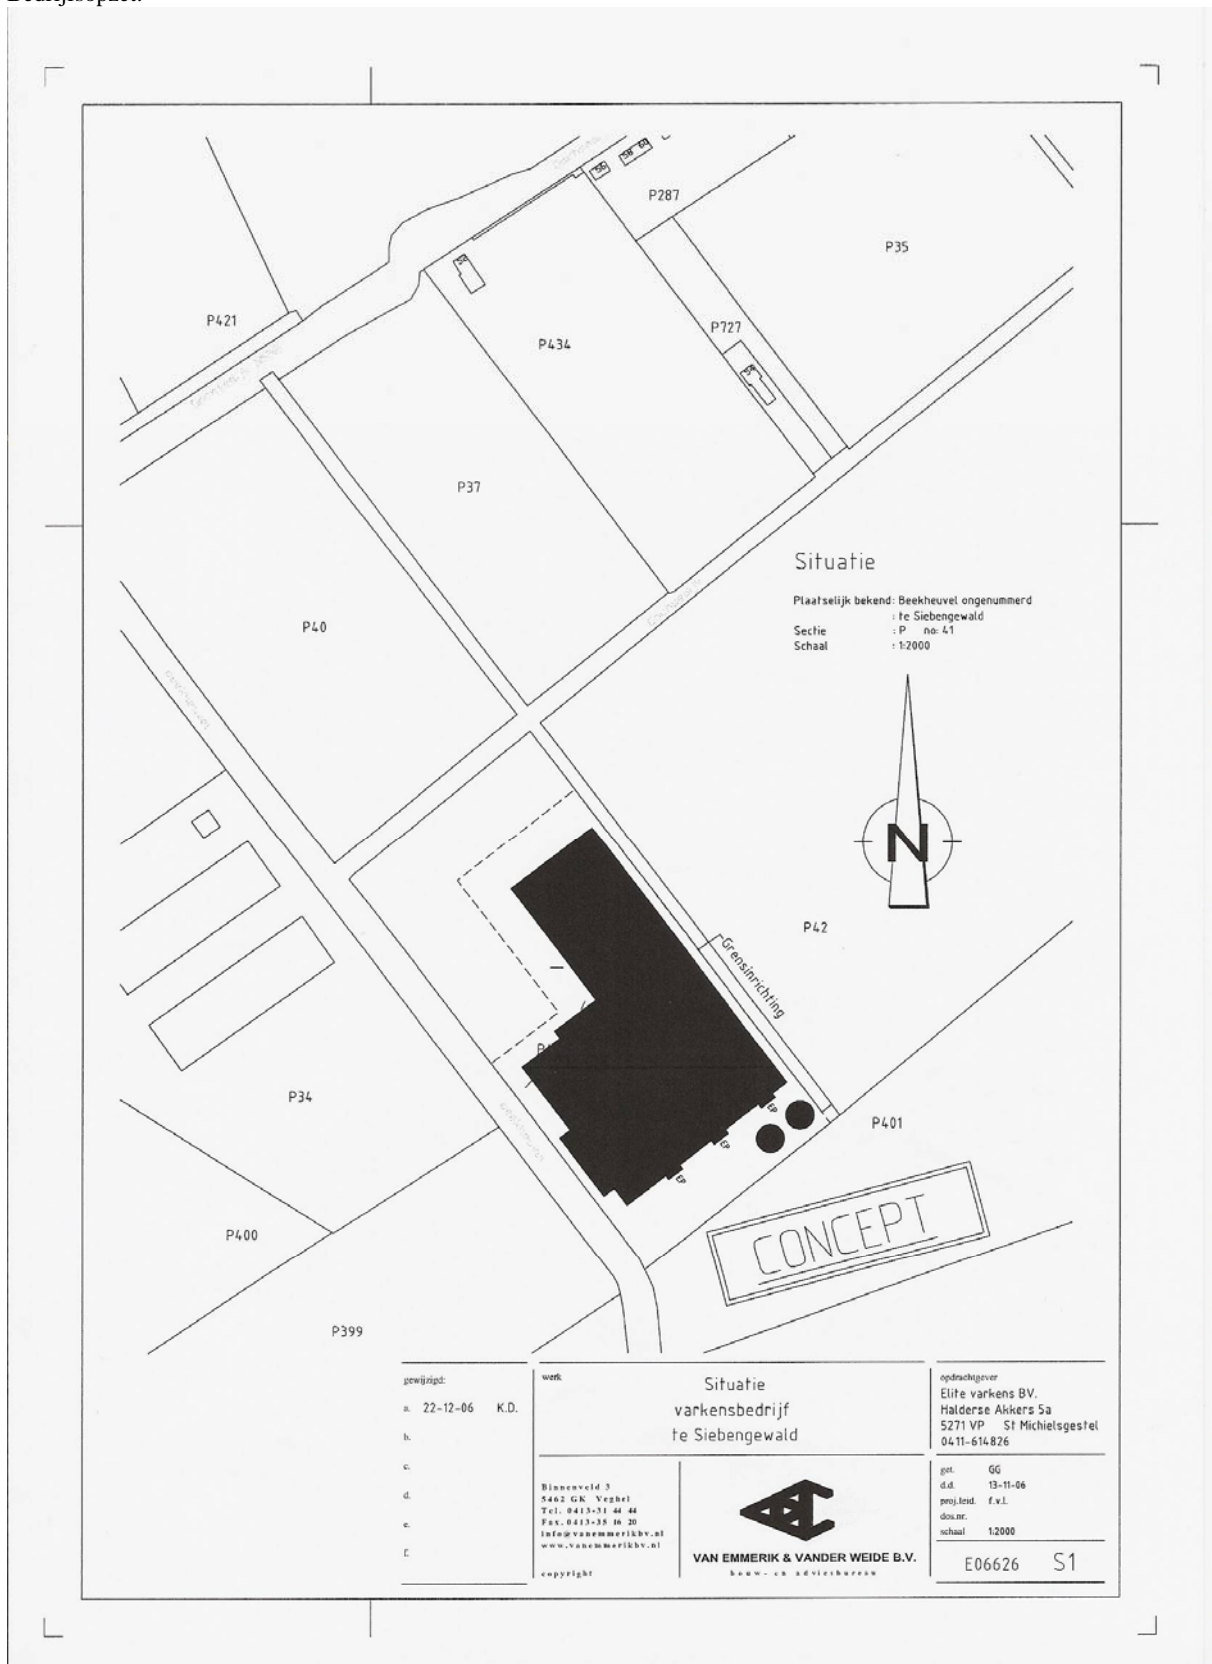 P287
P35
P421
P727
P434
P37
Situatie
Plaatselijk bekend: Beekheuvel ongenummerd
: te Siebengewald
Sectie : P no: 41
Schaal : 1:2000
P40
N
P42
Grensinrichting
P34
EP
EP
EP
P401
P400
CONCEPT
P399
gewijzigd:
a. 22-12-06 K.D.
b.
c.
d.
e.
f.
werk
Situatie
varkensbedrijf
te Siebengewald
opdrachtgever
Elite varkens BV.
Halderse Akkers 5a
5271 VP St Michielsgestel
0411-614826
Binnenveld 3
5462 GK Veghel
Tel. 0413-31 44 44
Fax. 0413-35 16 20
info@vanemmerikbv.nl
www.vanemmerikbv.nl
copyright
VAN EMMERIK & VANDER WEIDE B.V.
bouw- en adviesbureau
get. GG
d.d. 13-11-06
proj.leid. f.v.l.
dos.nr.
schaal 1:2000
E06626 S1